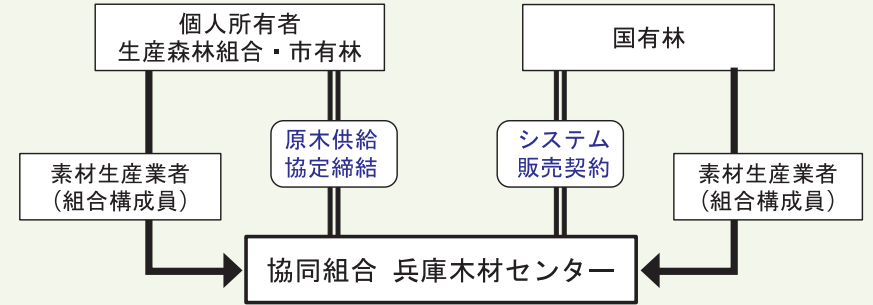 個人所有者
生産森林組合・市有林
国有林
原木供給
協定締結
システム
販売契約
素材生産業者
（組合構成員）
素材生産業者
（組合構成員）
協同組合 兵庫木材センター